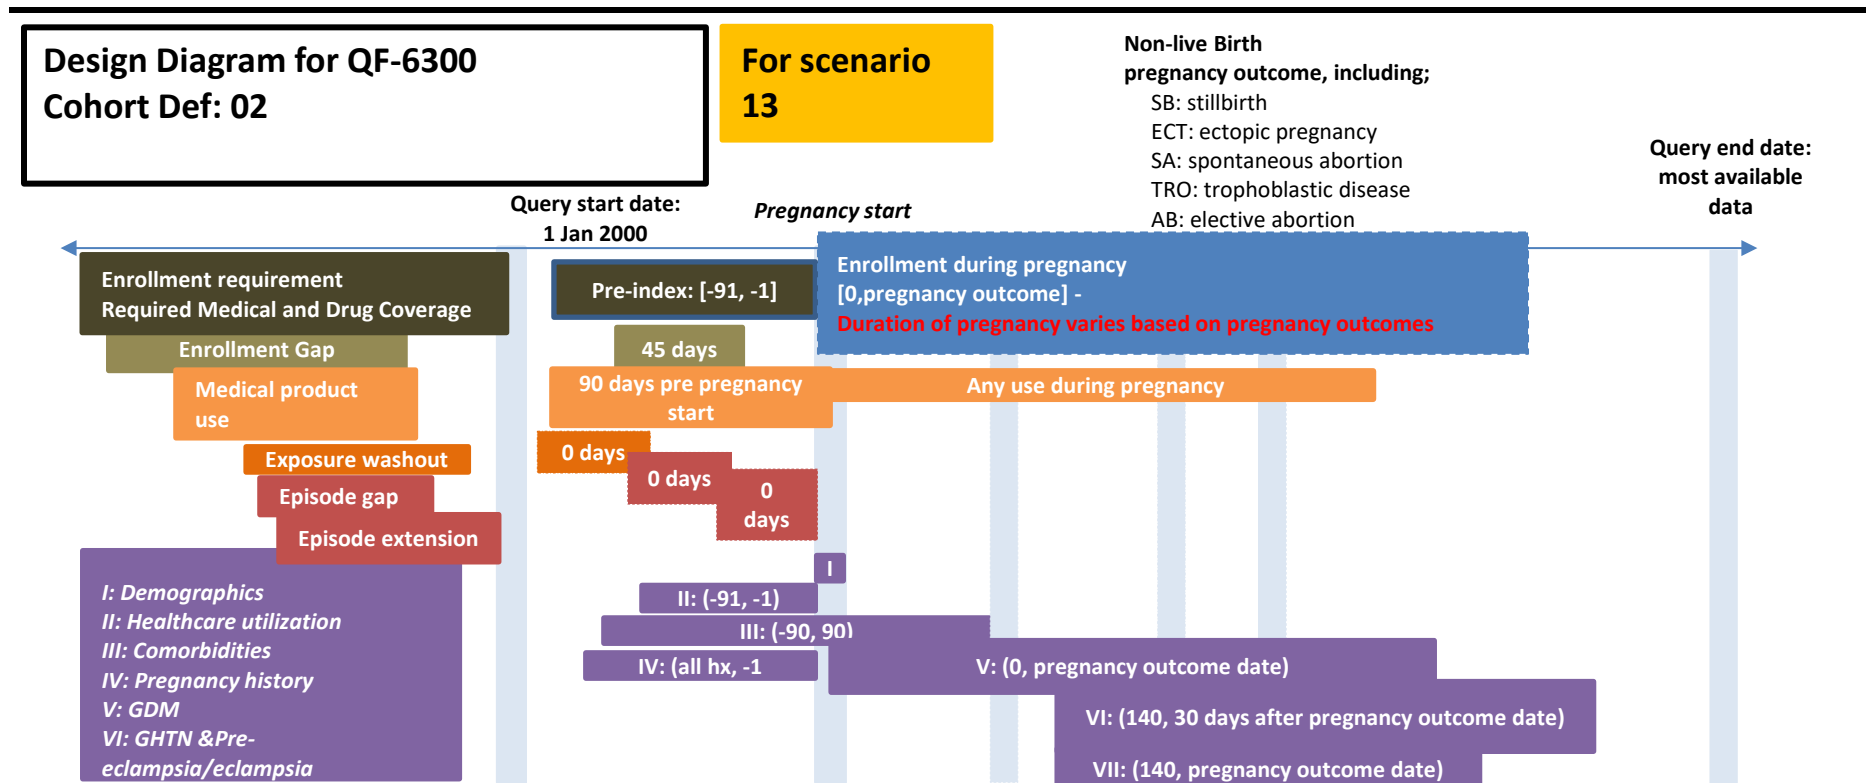 Design Diagram for QF-6300
Cohort Def: 02
For scenario
13
Non-live Birth
pregnancy outcome, including;
SB: stillbirth
ECT: ectopic pregnancy
SA: spontaneous abortion
TRO: trophoblastic disease
AB: elective abortion
Query end date:
most available
data
Query start date:
1 Jan 2000
Pregnancy start
Enrollment requirement
Required Medical and Drug Coverage
Pre-index: [-91, -1]
Enrollment during pregnancy
[0,pregnancy outcome] -
Duration of pregnancy varies based on pregnancy outcomes
Enrollment Gap
45 days
Medical product
use
90 days pre pregnancy
start
Any use during pregnancy
Exposure washout
0 days
Episode gap
0 days
Episode extension
0
days
I: Demographics
II: Healthcare utilization
III: Comorbidities
IV: Pregnancy history
V: GDM
VI: GHTN &Pre-
eclampsia/eclampsia
I
II: (-91, -1)
III: (-90, 90)
IV: (all hx, -1
V: (0, pregnancy outcome date)
VI: (140, 30 days after pregnancy outcome date)
VII: (140, pregnancy outcome date)